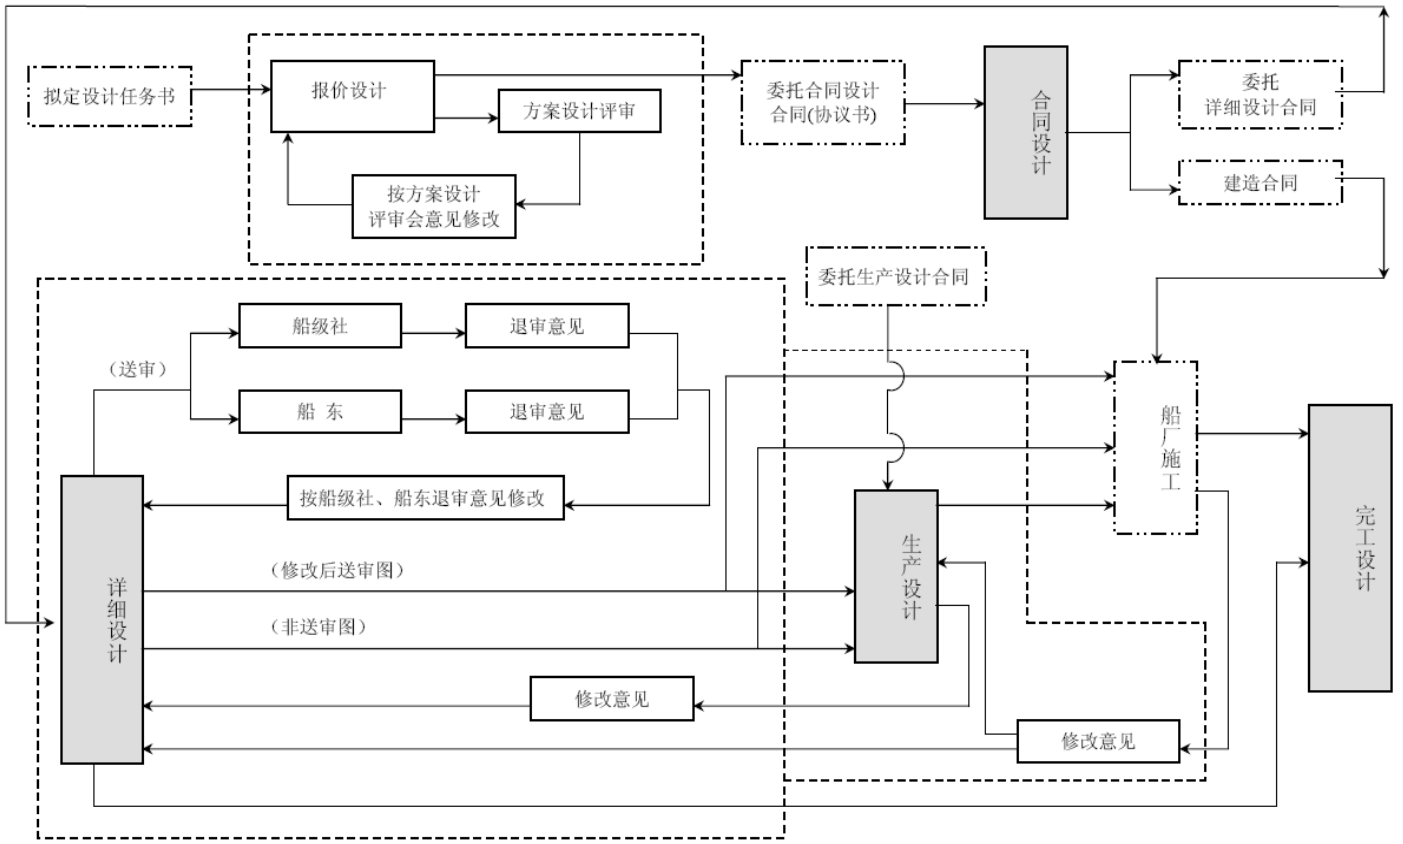 拟定设计任务书
报价设计
方案设计评审
按方案设计
评审会意见修改
委托合同设计
合同(协议书)
合同设计
委托
详细设计合同
建造合同
委托生产设计合同
（送审）
船级社
退审意见
船 东
退审意见
按船级社、船东退审意见修改
详细设计
（修改后送审图）
（非送审图）
修改意见
生产设计
修改意见
船厂施工
完工设计